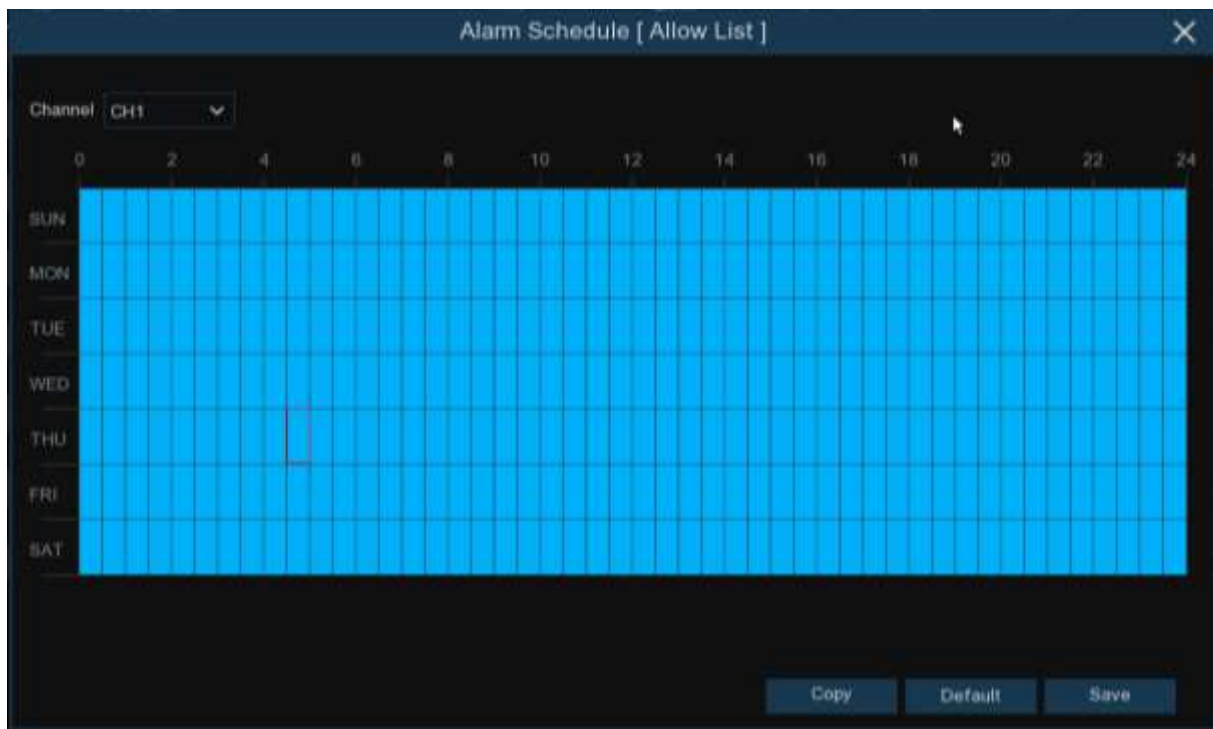 Alarm Schedule [ Allow List ]
Channel CH1
0 2 4 6 8 10 12 14 16 18 20 22 24
SUN
MON
TUE
WED
THU
FRI
SAT
Copy Default Save